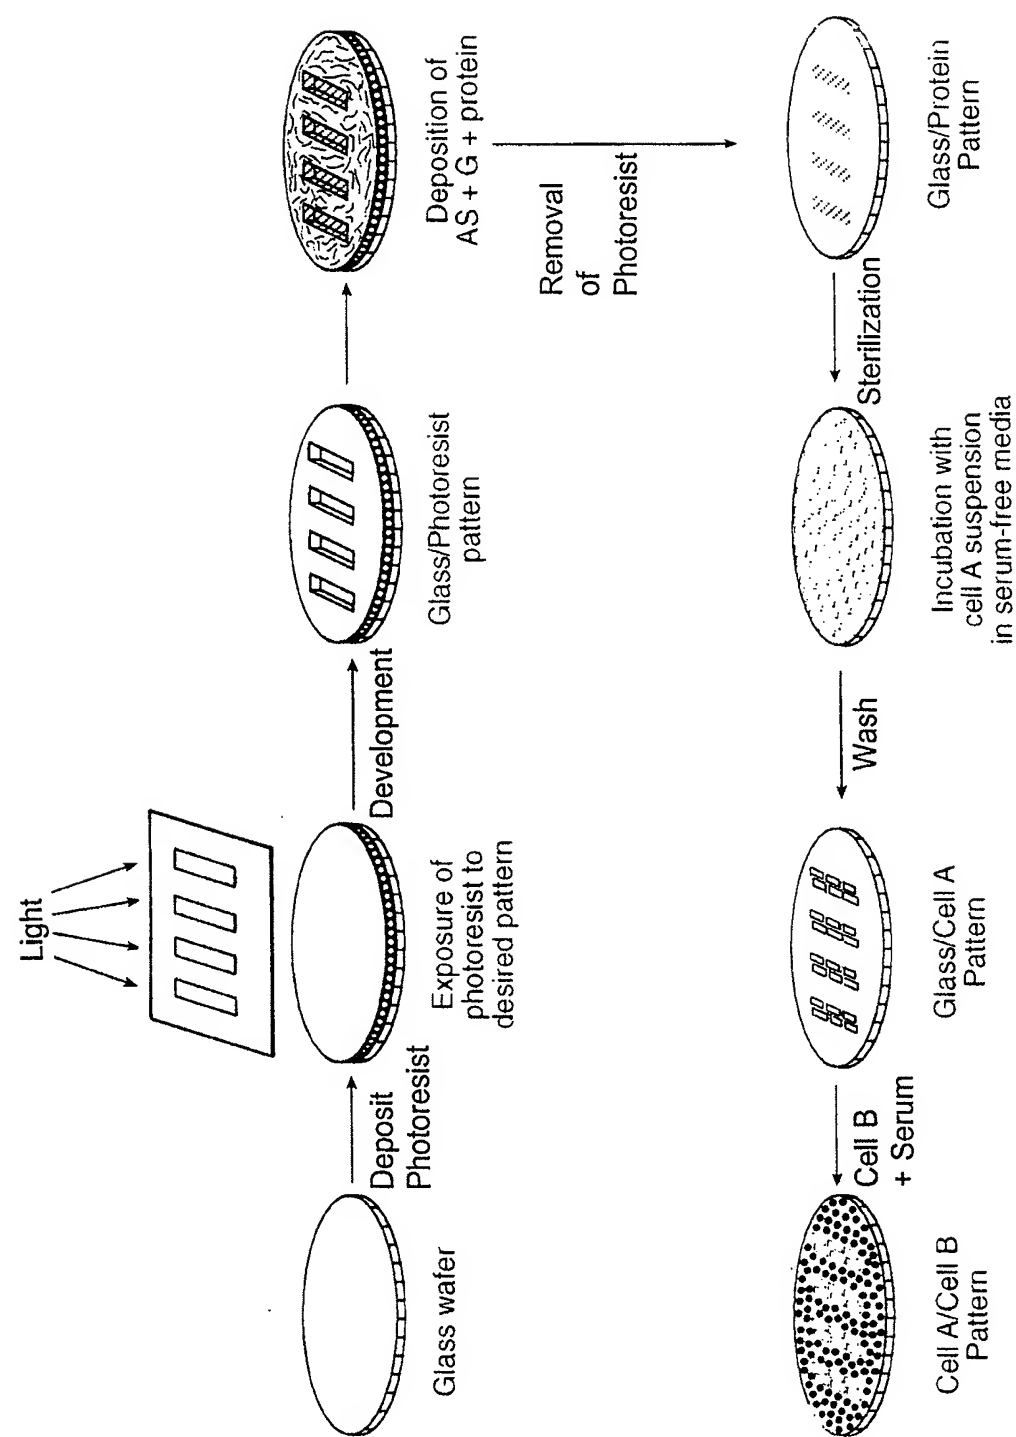 Light
Glass wafer
Deposit
Photoresist
Exposure of
photoresist to
desired pattern
Development
Glass/Photoresist
pattern
Deposition of
AS + G + protein
Removal
of
Photoresist
Glass/Protein
Pattern
Sterilization
Incubation with
cell A suspension
in serum-free media
Wash
Glass/Cell A
Pattern
Cell B
+ Serum
Cell A/Cell B
Pattern